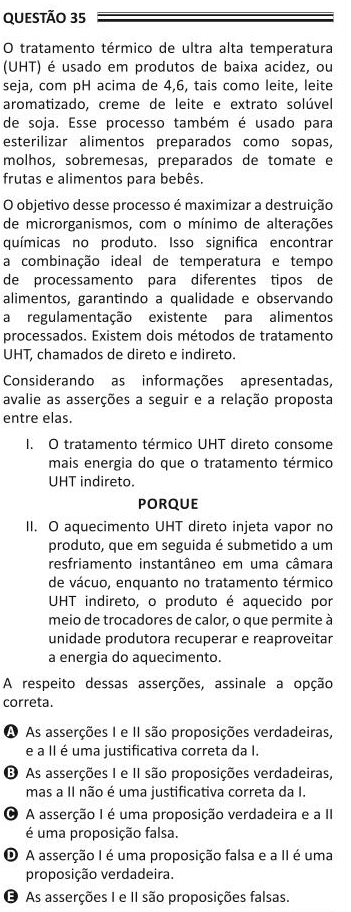 QUESTÃO 35
O tratamento térmico de ultra alta temperatura
(UHT) é usado em produtos de baixa acidez, ou
seja, com pH acima de 4,6, tais como leite, leite
aromatizado, creme de leite e extrato solúvel
de soja. Esse processo também é usado para
esterilizar alimentos preparados como sopas,
molhos, sobremesas, preparados de tomate e
frutas e alimentos para bebês.
O objetivo desse processo é maximizar a destruição
de microrganismos, com o mínimo de alterações
químicas no produto. Isso significa encontrar
a combinação ideal de temperatura e tempo
de processamento para diferentes tipos de
alimentos, garantindo a qualidade e observando
a regulamentação existente para alimentos
processados. Existem dois métodos de tratamento
UHT, chamados de direto e indireto.
Considerando as informações apresentadas,
avalie as asserções a seguir e a relação proposta
entre elas.
I. O tratamento térmico UHT direto consome
mais energia do que o tratamento térmico
UHT indireto.
PORQUE
II. O aquecimento UHT direto injeta vapor no
produto, que em seguida é submetido a um
resfriamento instantâneo em uma câmara
de vácuo, enquanto no tratamento térmico
UHT indireto, o produto é aquecido por
meio de trocadores de calor, o que permite à
unidade produtora recuperar e reaproveitar
a energia do aquecimento.
A respeito dessas asserções, assinale a opção
correta.
A As asserções I e II são proposições verdadeiras,
e a II é uma justificativa correta da I.
B As asserções I e II são proposições verdadeiras,
mas a II não é uma justificativa correta da I.
C A asserção I é uma proposição verdadeira e a II
é uma proposição falsa.
D A asserção I é uma proposição falsa e a II é uma
proposição verdadeira.
E As asserções I e II são proposições falsas.